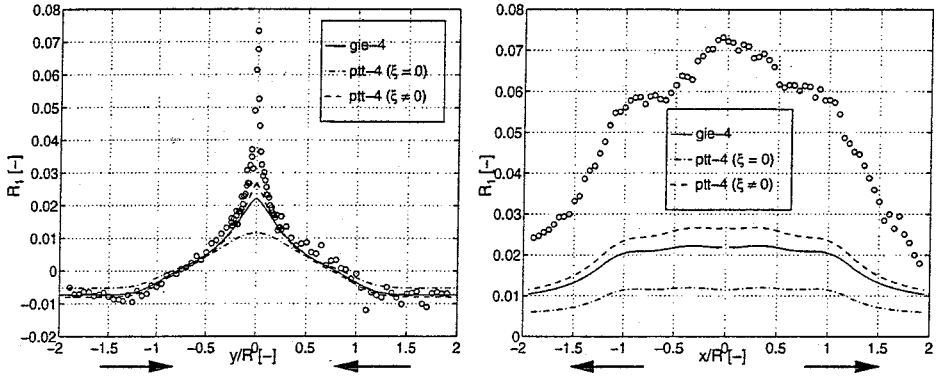 0.08
0.07
0.06
0.05
0.04
0.03
0.02
0.01
0
−0.01
−0.02
R₁ [−]
gie−4
ptt−4 (ξ = 0)
ptt−4 (ξ ≠ 0)
−2 −1.5 −1 −0.5 0 0.5 1 1.5 2
y/R [−]
0.08
0.07
0.06
0.05
0.04
0.03
0.02
0.01
0
R₁ [−]
gie−4
ptt−4 (ξ = 0)
ptt−4 (ξ ≠ 0)
−2 −1.5 −1 −0.5 0 0.5 1 1.5 2
x/R [−]